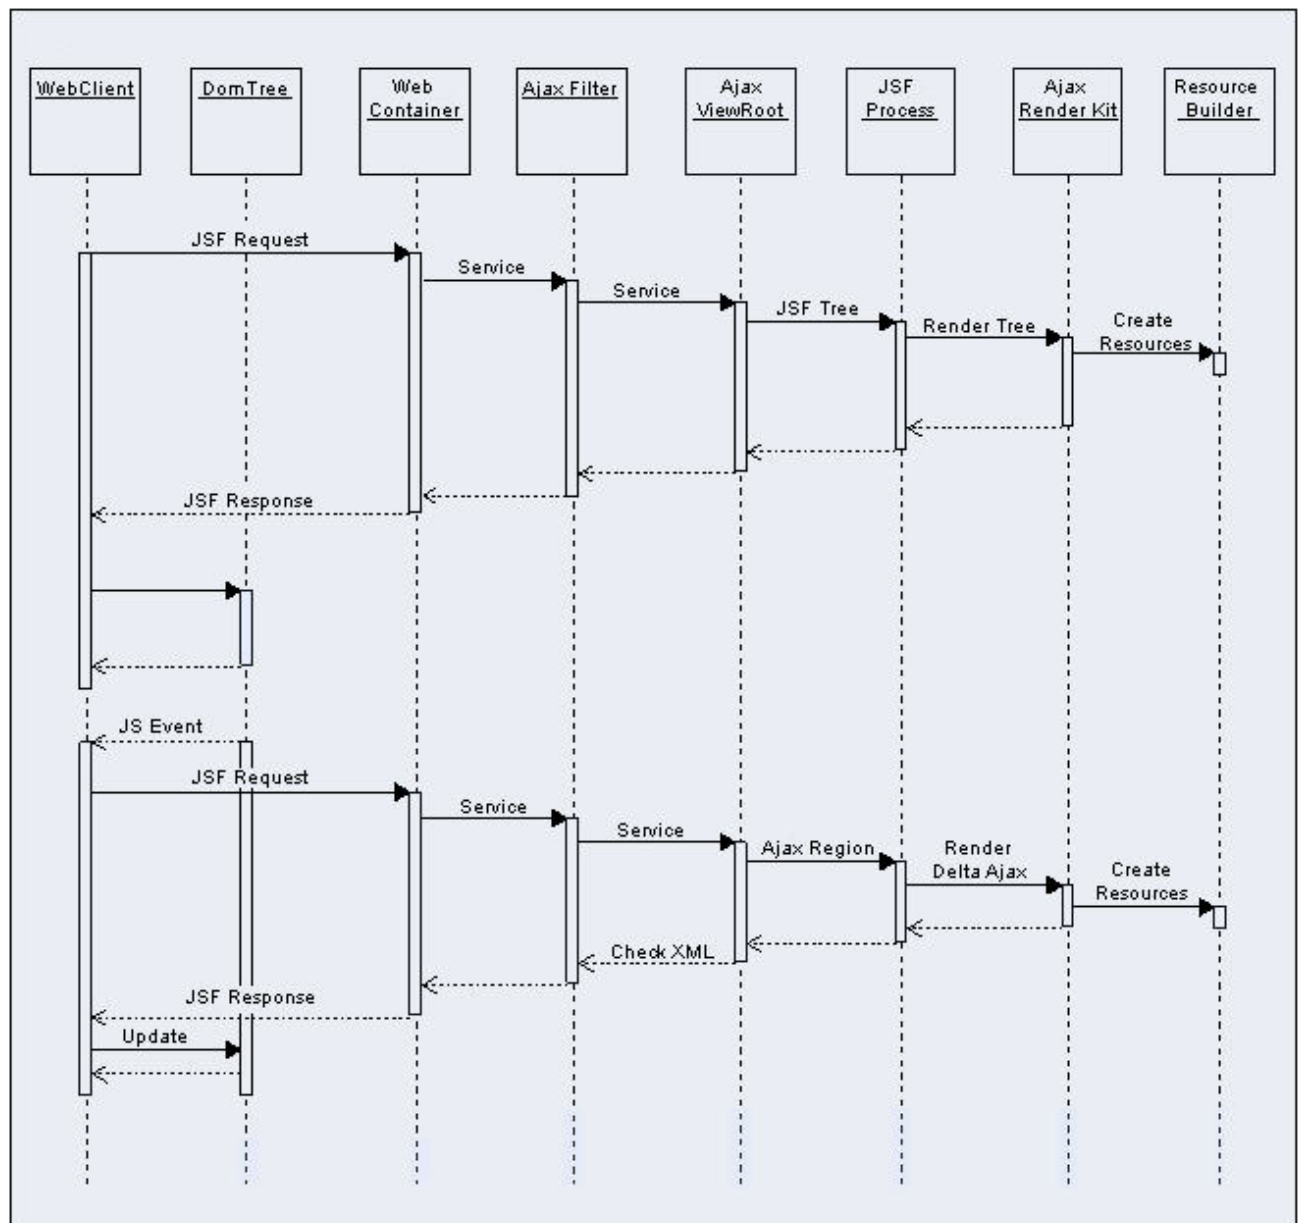 WebClient
DomTree
Web
Container
Ajax Filter
Ajax
ViewRoot
JSF
Process
Ajax
Render Kit
Resource
Builder
JSF Request
Service
Service
JSF Tree
Render Tree
Create
Resources
JSF Response
JS Event
JSF Request
Service
Service
Ajax Region
Render
Delta Ajax
Create
Resources
Check XML
JSF Response
Update